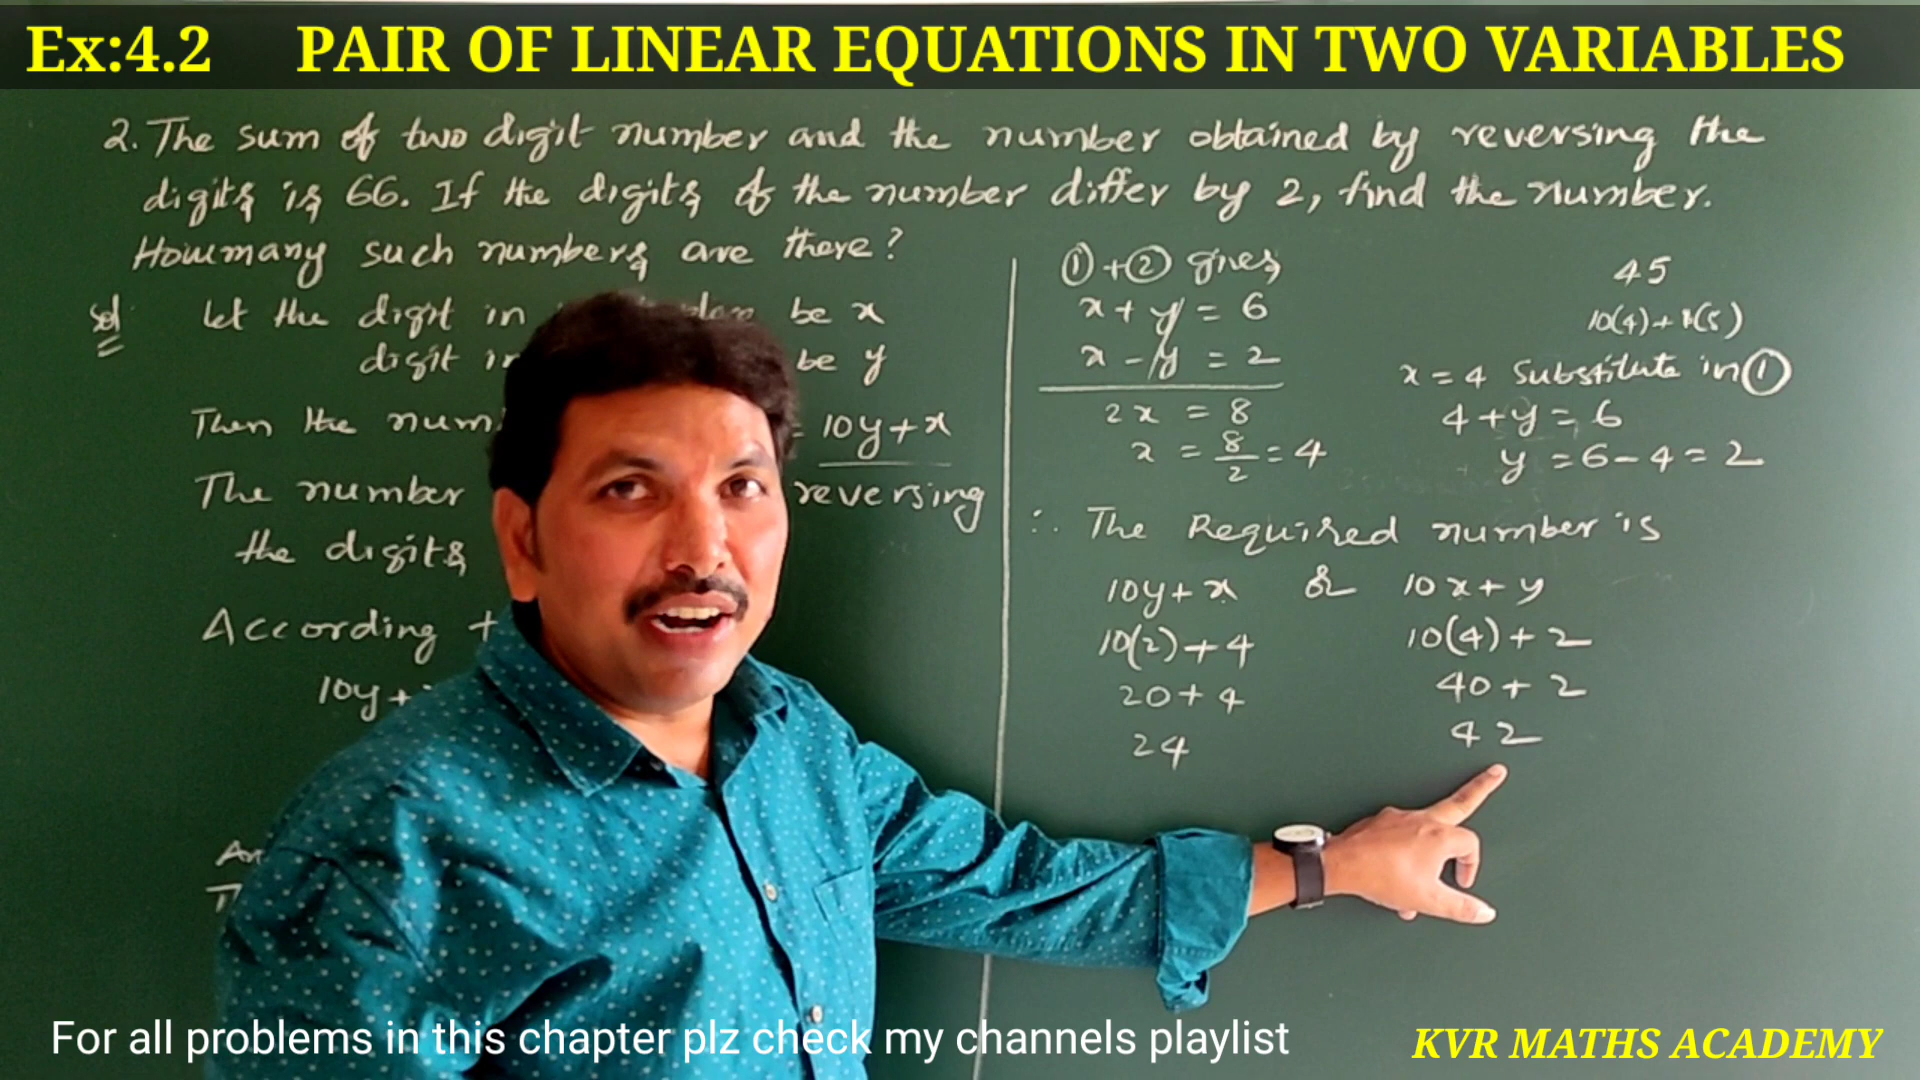 Ex:4.2 PAIR OF LINEAR EQUATIONS IN TWO VARIABLES
2. The sum of two digit number and the number obtained by reversing the
digits is 66. If the digits of the number differ by 2, find the number.
How many such numbers are there?
Sol Let the digit in place be x
digit in be y
Then the num = 10y+x
The number reversing
the digits
According t
10y+
An
T
①+② gives
x + y = 6
x - y = 2
2x = 8
x = 8/2 = 4
45
10(4)+1(5)
x = 4 Substitute in ①
4 + y = 6
y = 6 - 4 = 2
∴ The Required number is
10y + x & 10x + y
10(2)+4 10(4)+2
20+4 40+2
24 42
For all problems in this chapter plz check my channels playlist
KVR MATHS ACADEMY